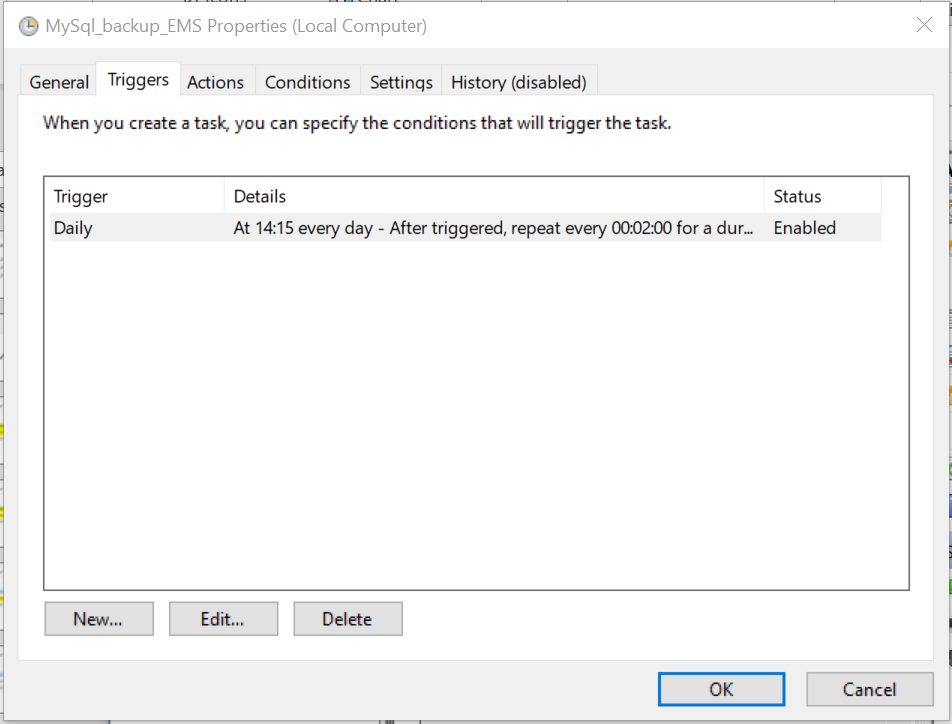 MySql_backup_EMS Properties (Local Computer)
General Triggers Actions Conditions Settings History (disabled)
When you create a task, you can specify the conditions that will trigger the task.
Trigger Details Status
Daily At 14:15 every day - After triggered, repeat every 00:02:00 for a dur... Enabled
New... Edit... Delete
OK Cancel